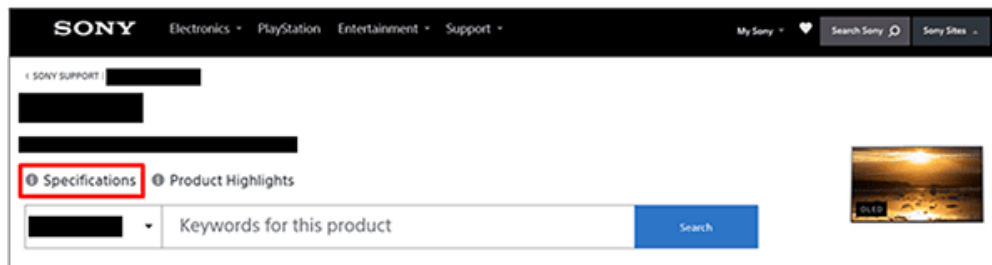 SONY Electronics PlayStation Entertainment Support My Sony Search Sony Sony Sites
‹ SONY SUPPORT |
Specifications Product Highlights
OLED
Keywords for this product Search